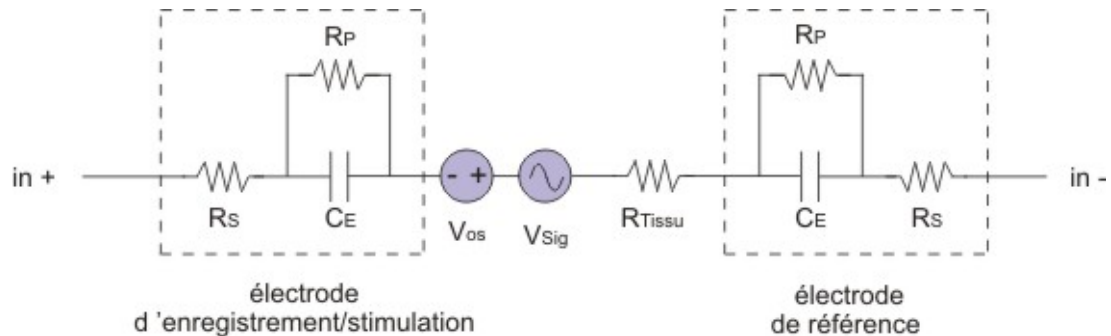 RP
RP
in +
- +
in -
RS
CE
Vos
VSig
RTissu
CE
RS
électrode
d 'enregistrement/stimulation
électrode
de référence